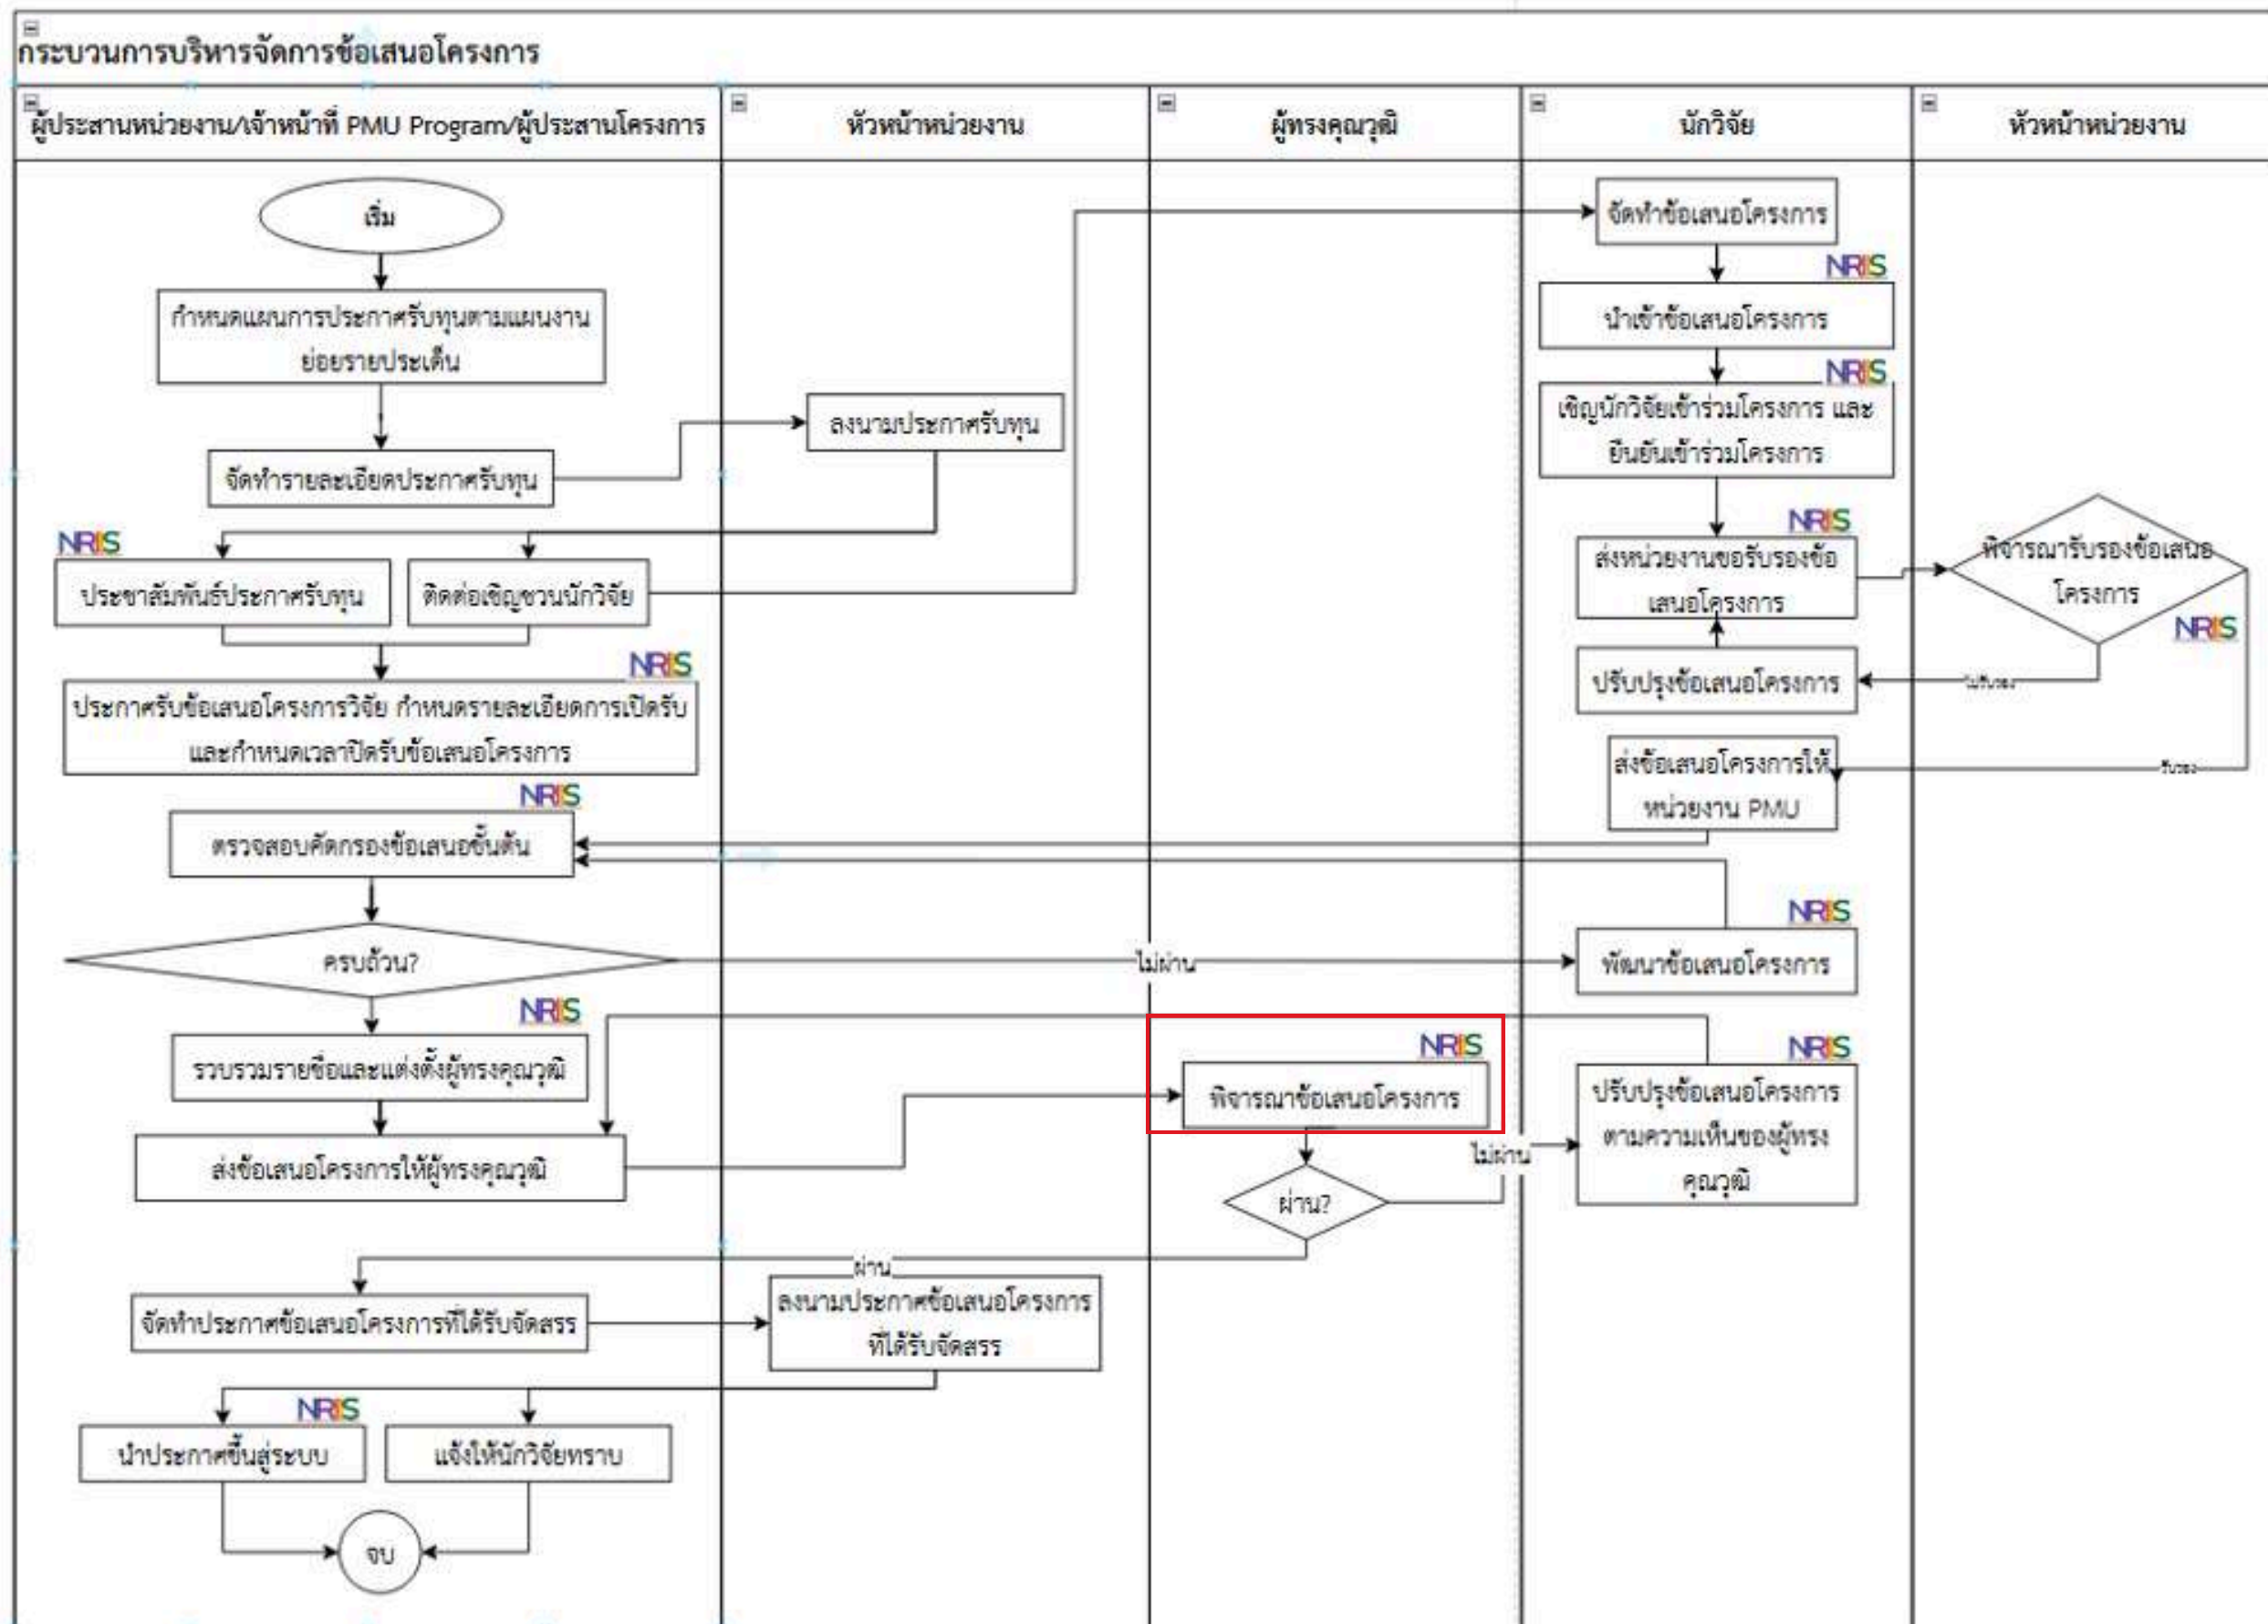 กระบวนการบริหารจัดการข้อเสนอโครงการ
ผู้ประสานหน่วยงาน/เจ้าหน้าที่ PMU Program/ผู้ประสานโครงการ
หัวหน้าหน่วยงาน
ผู้ทรงคุณวุฒิ
นักวิจัย
หัวหน้าหน่วยงาน
เริ่ม
กำหนดแผนการประกาศรับทุนตามแผนงาน
ย่อยรายประเด็น
จัดทำรายละเอียดประกาศรับทุน
ลงนามประกาศรับทุน
NRIS
ประชาสัมพันธ์ประกาศรับทุน
ติดต่อเชิญชวนนักวิจัย
NRIS
ประกาศรับข้อเสนอโครงการวิจัย กำหนดรายละเอียดการเปิดรับ
และกำหนดเวลาปิดรับข้อเสนอโครงการ
จัดทำข้อเสนอโครงการ
NRIS
นำเข้าข้อเสนอโครงการ
NRIS
เชิญนักวิจัยเข้าร่วมโครงการ และ
ยืนยันเข้าร่วมโครงการ
NRIS
ส่งหน่วยงานขอรับรองข้อ
เสนอโครงการ
พิจารณารับรองข้อเสนอ
โครงการ
NRIS
ไม่รับรอง
ปรับปรุงข้อเสนอโครงการ
รับรอง
ส่งข้อเสนอโครงการให้
หน่วยงาน PMU
NRIS
ตรวจสอบคัดกรองข้อเสนอขั้นต้น
ครบถ้วน?
ไม่ผ่าน
NRIS
พัฒนาข้อเสนอโครงการ
NRIS
รวบรวมรายชื่อและแต่งตั้งผู้ทรงคุณวุฒิ
ส่งข้อเสนอโครงการให้ผู้ทรงคุณวุฒิ
NRIS
พิจารณาข้อเสนอโครงการ
ผ่าน?
ไม่ผ่าน
NRIS
ปรับปรุงข้อเสนอโครงการ
ตามความเห็นของผู้ทรง
คุณวุฒิ
ผ่าน
จัดทำประกาศข้อเสนอโครงการที่ได้รับจัดสรร
ลงนามประกาศข้อเสนอโครงการ
ที่ได้รับจัดสรร
NRIS
นำประกาศขึ้นสู่ระบบ
แจ้งให้นักวิจัยทราบ
จบ